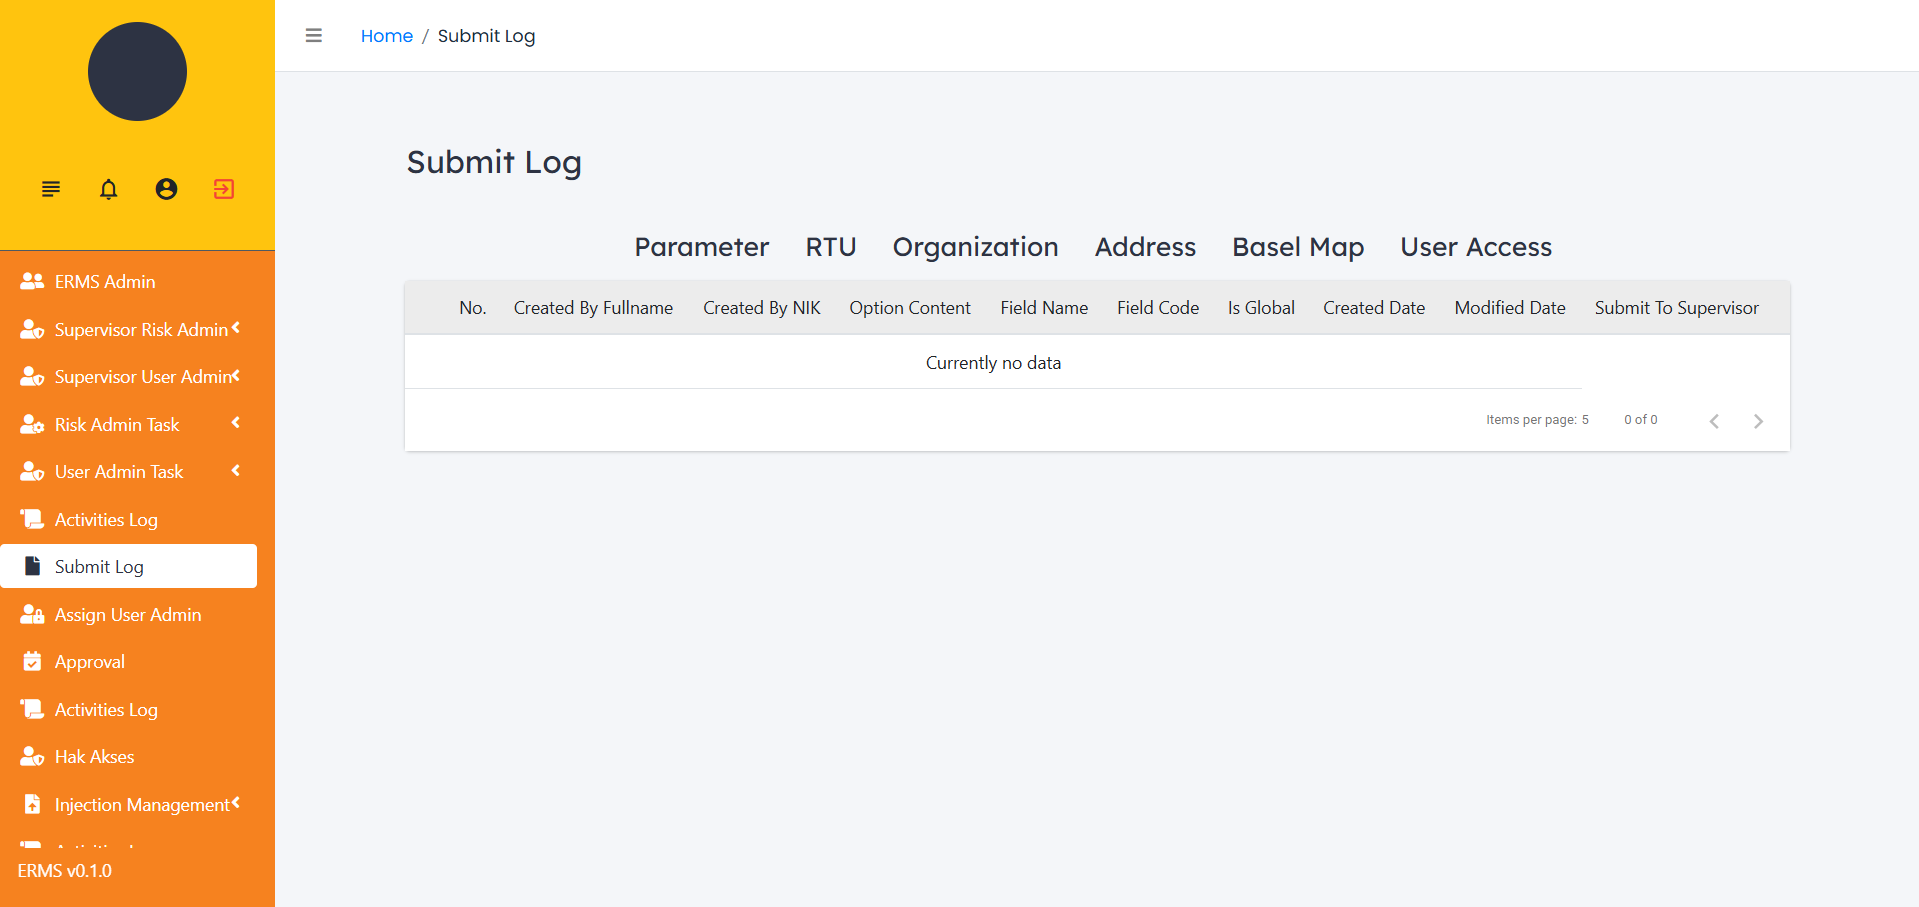 Home / Submit Log
Submit Log
Parameter RTU Organization Address Basel Map User Access
No. Created By Fullname Created By NIK Option Content Field Name Field Code Is Global Created Date Modified Date Submit To Supervisor
Currently no data
Items per page: 5 0 of 0
ERMS Admin
Supervisor Risk Admin
Supervisor User Admin
Risk Admin Task
User Admin Task
Activities Log
Submit Log
Assign User Admin
Approval
Activities Log
Hak Akses
Injection Management
ERMS v0.1.0